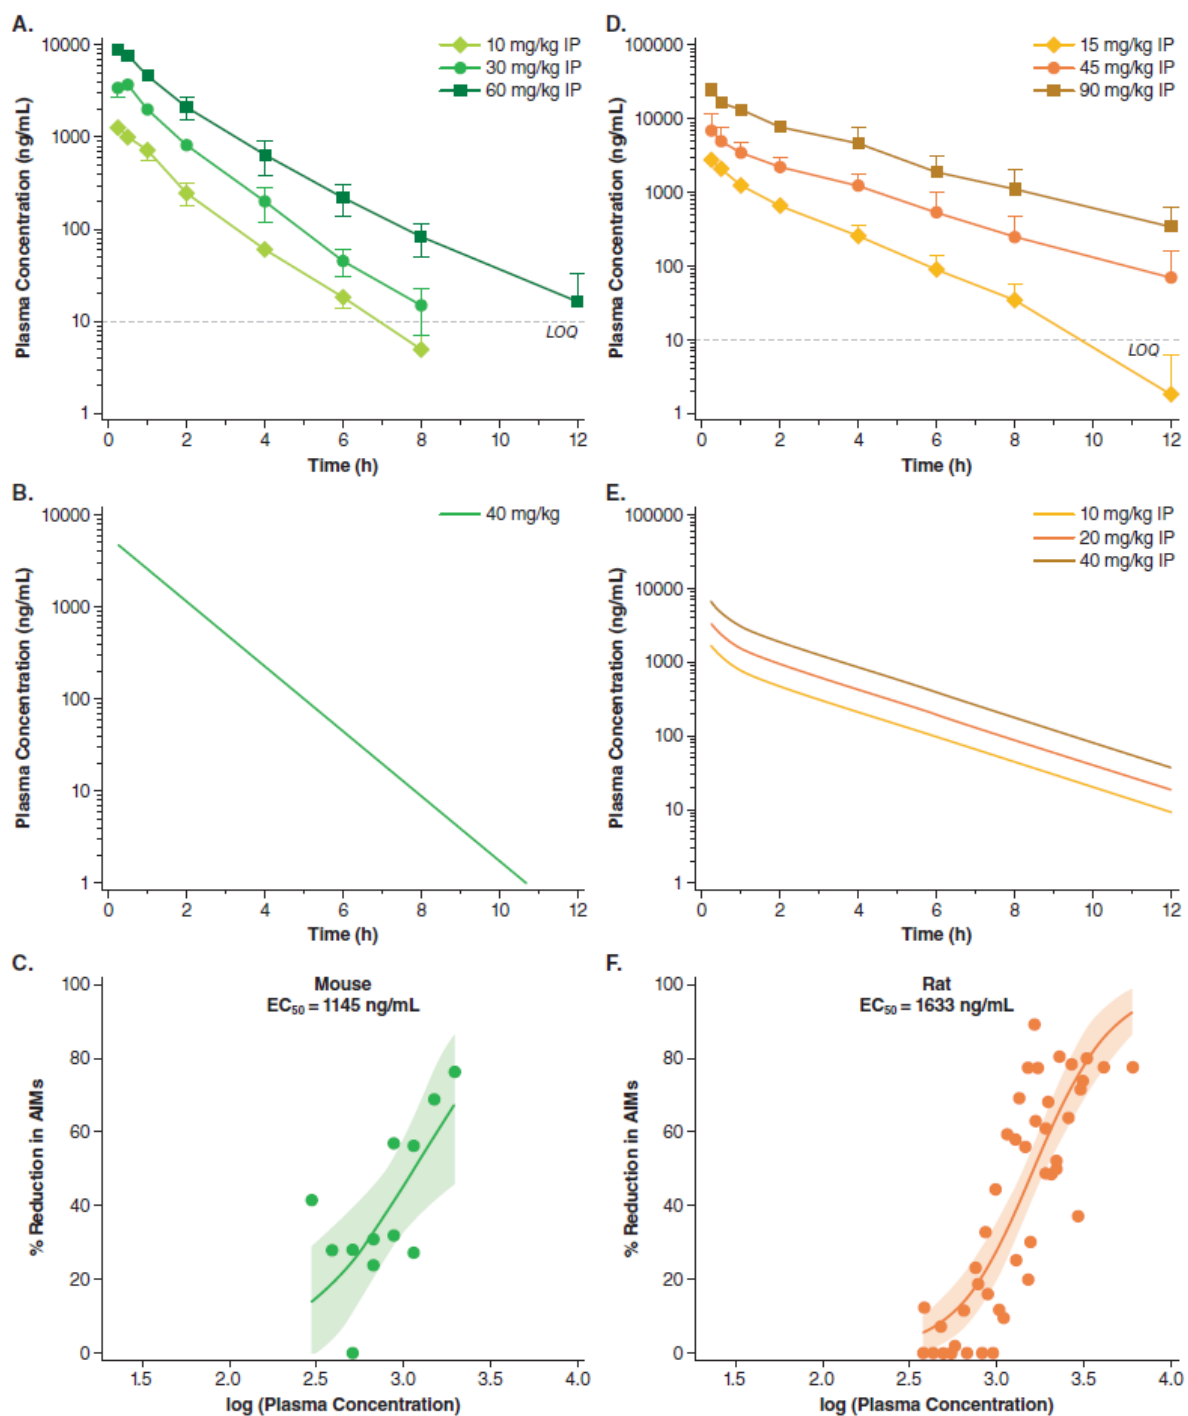 A.
10000
1000
100
10
1
Plasma Concentration (ng/mL)
10 mg/kg IP
30 mg/kg IP
60 mg/kg IP
LOQ
0 2 4 6 8 10 12
Time (h)
D.
100000
10000
1000
100
10
1
Plasma Concentration (ng/mL)
15 mg/kg IP
45 mg/kg IP
90 mg/kg IP
LOQ
0 2 4 6 8 10 12
Time (h)
B.
10000
1000
100
10
1
Plasma Concentration (ng/mL)
40 mg/kg
0 2 4 6 8 10 12
Time (h)
E.
100000
10000
1000
100
10
1
Plasma Concentration (ng/mL)
10 mg/kg IP
20 mg/kg IP
40 mg/kg IP
0 2 4 6 8 10 12
Time (h)
C.
Mouse
EC₅₀ = 1145 ng/mL
100
80
60
40
20
0
% Reduction in AIMs
1.5 2.0 2.5 3.0 3.5 4.0
log (Plasma Concentration)
F.
Rat
EC₅₀ = 1633 ng/mL
100
80
60
40
20
0
% Reduction in AIMs
1.5 2.0 2.5 3.0 3.5 4.0
log (Plasma Concentration)